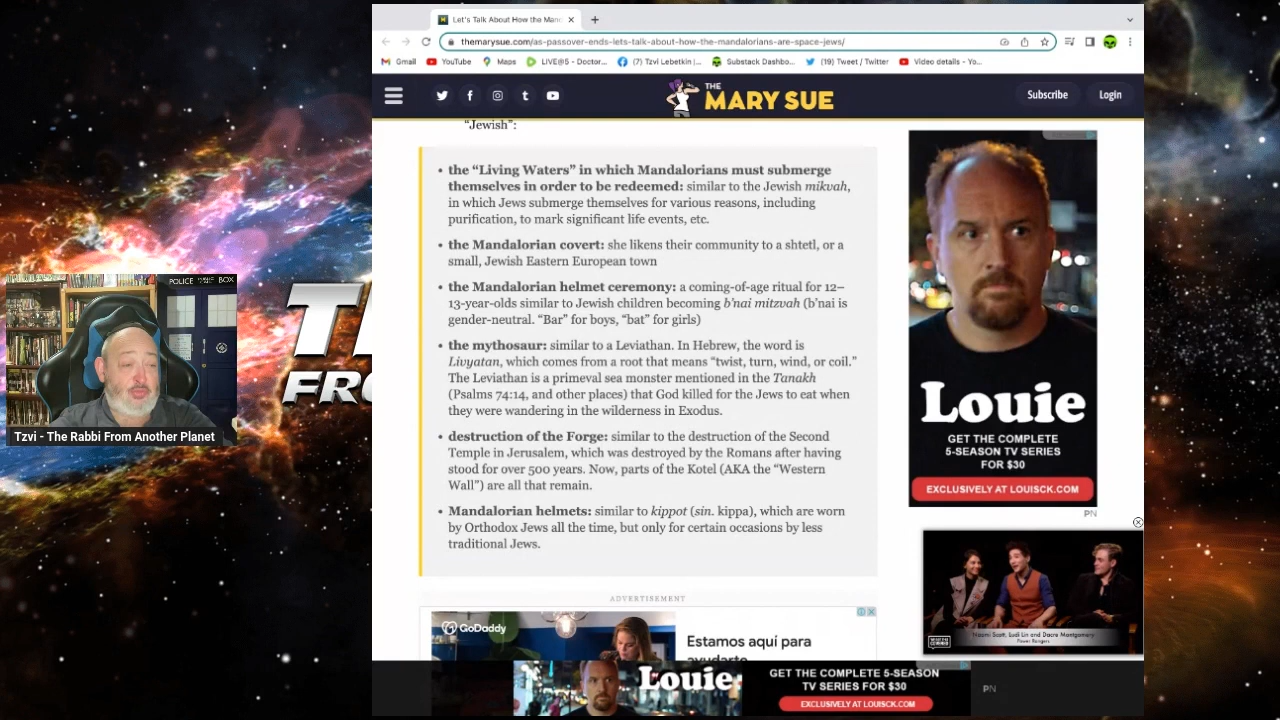 Let's Talk About How the Mand
themarysue.com/as-passover-ends-lets-talk-about-how-the-mandalorians-are-space-jews/
Gmail
YouTube
Maps
LIVE@5 - Doctor...
(7) Tzvi Lebetkin |...
Substack Dashbo...
(19) Tweet / Twitter
Video details - Yo...
THE
MARY SUE
Subscribe
Login
“Jewish”:
• the “Living Waters” in which Mandalorians must submerge
themselves in order to be redeemed: similar to the Jewish mikvah,
in which Jews submerge themselves for various reasons, including
purification, to mark significant life events, etc.
• the Mandalorian covert: she likens their community to a shtetl, or a
small, Jewish Eastern European town
• the Mandalorian helmet ceremony: a coming-of-age ritual for 12–
13-year-olds similar to Jewish children becoming b’nai mitzvah (b’nai is
gender-neutral. “Bar” for boys, “bat” for girls)
• the mythosaur: similar to a Leviathan. In Hebrew, the word is
Livyatan, which comes from a root that means “twist, turn, wind, or coil.”
The Leviathan is a primeval sea monster mentioned in the Tanakh
(Psalms 74:14, and other places) that God killed for the Jews to eat when
they were wandering in the wilderness in Exodus.
• destruction of the Forge: similar to the destruction of the Second
Temple in Jerusalem, which was destroyed by the Romans after having
stood for over 500 years. Now, parts of the Kotel (AKA the “Western
Wall”) are all that remain.
• Mandalorian helmets: similar to kippot (sin. kippa), which are worn
by Orthodox Jews all the time, but only for certain occasions by less
traditional Jews.
ADVERTISEMENT
GoDaddy
Estamos aquí para
ayudarte
Louie
GET THE COMPLETE
5-SEASON TV SERIES
FOR $30
EXCLUSIVELY AT LOUISCK.COM
PN
Naomi Scott, Ludi Lin and Dacre Montgomery
Power Rangers
Louie
GET THE COMPLETE 5-SEASON
TV SERIES FOR $30
EXCLUSIVELY AT LOUISCK.COM
PN
POLICE BOX
T
FRO
Tzvi - The Rabbi From Another Planet